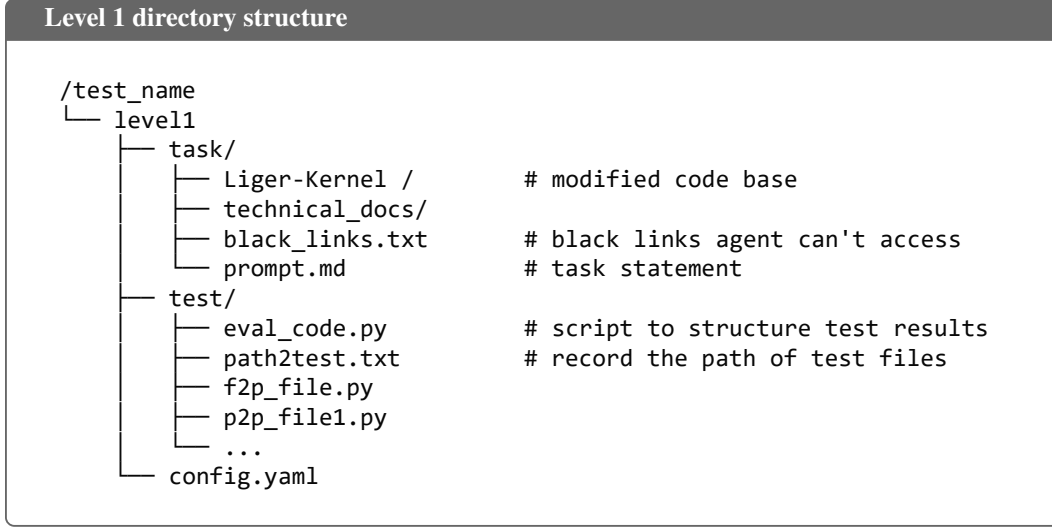 Level 1 directory structure
/test_name
└── level1
    ├── task/
    │   ├── Liger-Kernel /       # modified code base
    │   ├── technical_docs/
    │   ├── black_links.txt      # black links agent can't access
    │   └── prompt.md            # task statement
    ├── test/
    │   ├── eval_code.py         # script to structure test results
    │   ├── path2test.txt        # record the path of test files
    │   ├── f2p_file.py
    │   ├── p2p_file1.py
    │   └── ...
    └── config.yaml